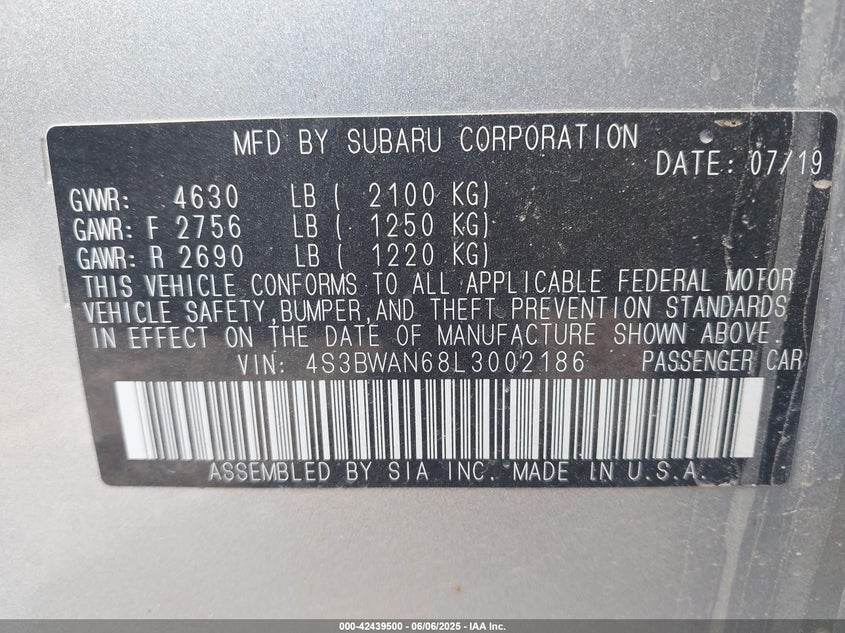 MFD BY SUBARU CORPORATION
DATE: 07/19
GVWR: 4630 LB ( 2100 KG)
GAWR: F 2756 LB ( 1250 KG)
GAWR: R 2690 LB ( 1220 KG)
THIS VEHICLE CONFORMS TO ALL APPLICABLE FEDERAL MOTOR
VEHICLE SAFETY, BUMPER, AND THEFT PREVENTION STANDARDS
IN EFFECT ON THE DATE OF MANUFACTURE SHOWN ABOVE.
VIN: 4S3BWAN68L3002186 PASSENGER CAR
ASSEMBLED BY SIA INC. MADE IN U.S.A.
000-42439500 - 06/06/2025 - IAA Inc.